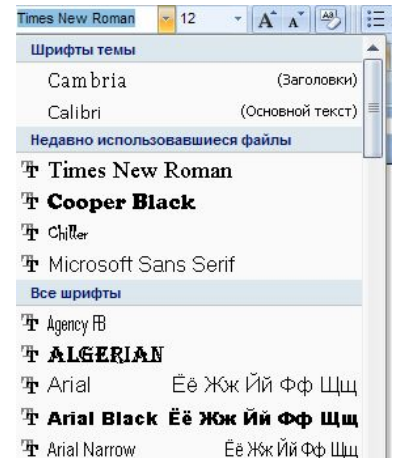 Times New Roman 12
Шрифты темы
Cambria (Заголовки)
Calibri (Основной текст)
Недавно использовавшиеся файлы
Times New Roman
Cooper Black
Chiller
Microsoft Sans Serif
Все шрифты
Agency FB
ALGERIAN
Arial Ёё Жж Йй Фф Щщ
Arial Black Ёё Жж Йй Фф Щщ
Arial Narrow Ёё Жж Йй Фф Щщ